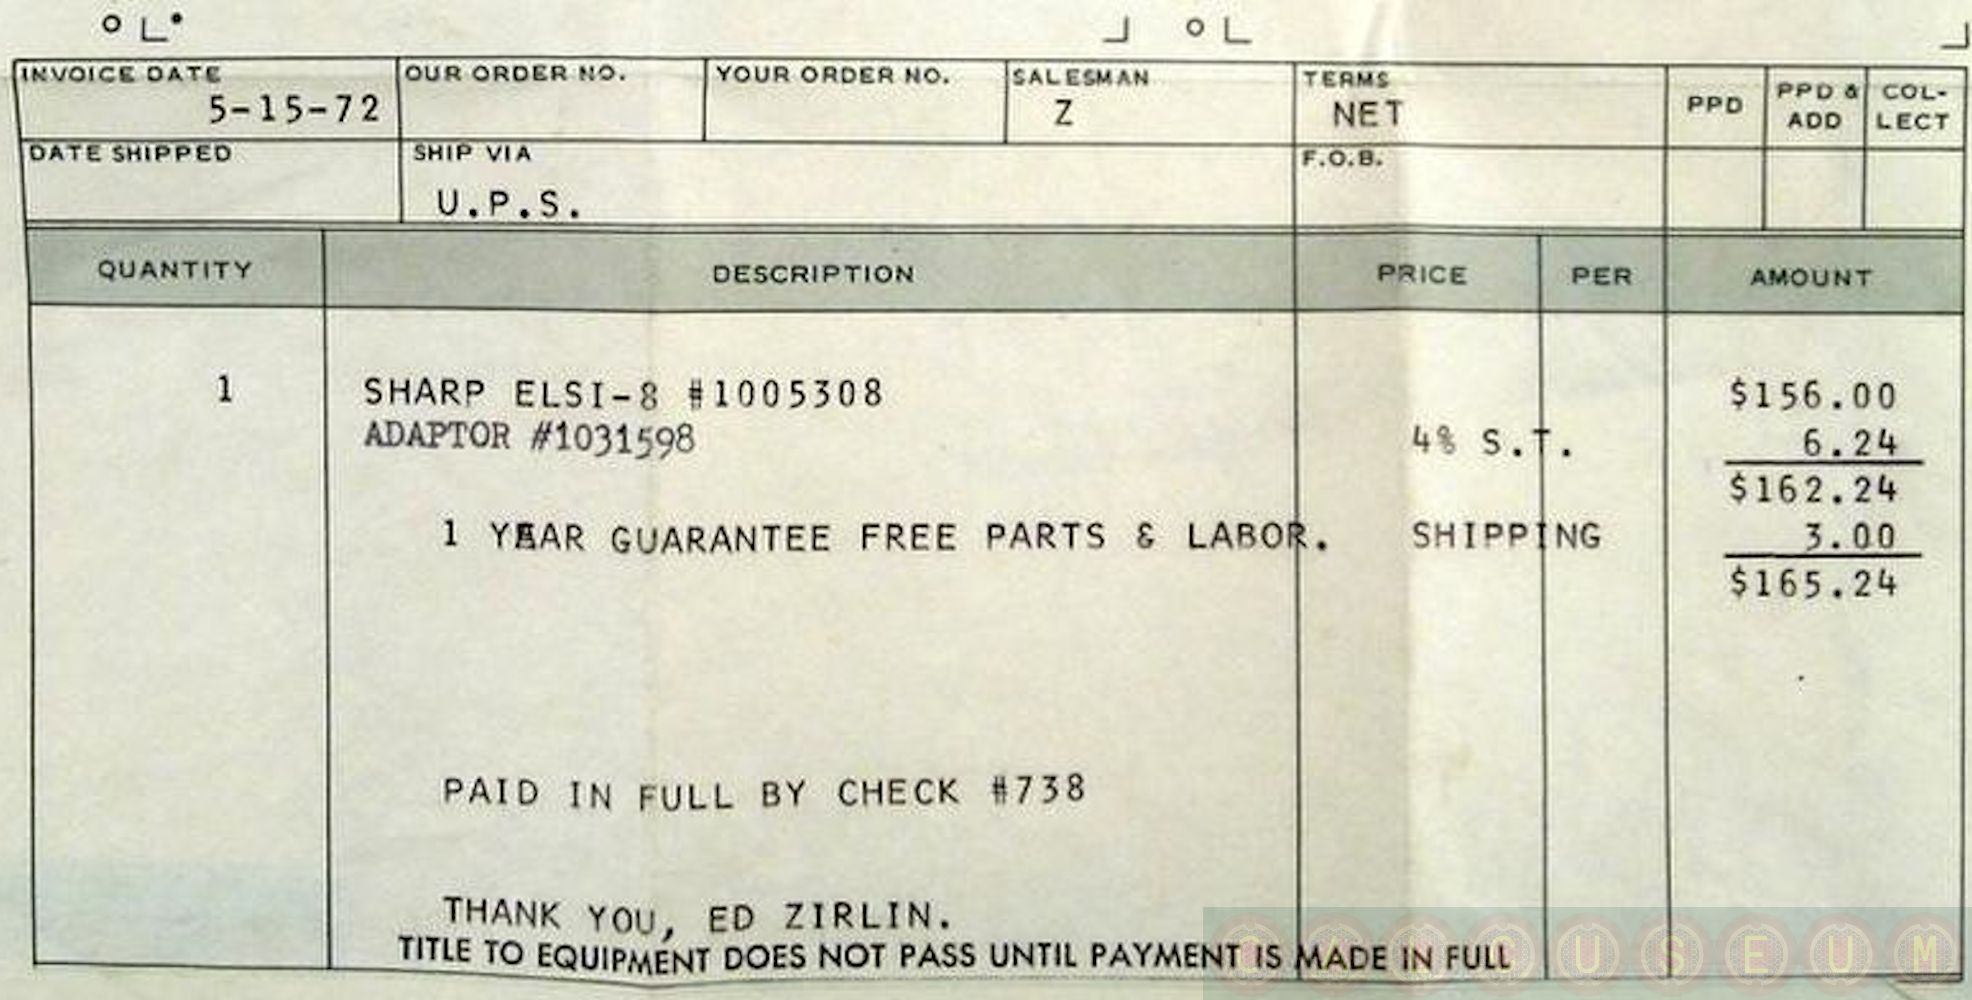 INVOICE DATE OUR ORDER NO. YOUR ORDER NO. SALESMAN TERMS PPD PPD & ADD COL-LECT
5-15-72 Z NET
DATE SHIPPED SHIP VIA F.O.B.
U.P.S.
QUANTITY DESCRIPTION PRICE PER AMOUNT
1 SHARP ELSI-8 #1005308 $156.00
ADAPTOR #1031598 4% S.T. 6.24
$162.24
1 YEAR GUARANTEE FREE PARTS & LABOR. SHIPPING 3.00
$165.24
PAID IN FULL BY CHECK #738
THANK YOU, ED ZIRLIN.
TITLE TO EQUIPMENT DOES NOT PASS UNTIL PAYMENT IS MADE IN FULL